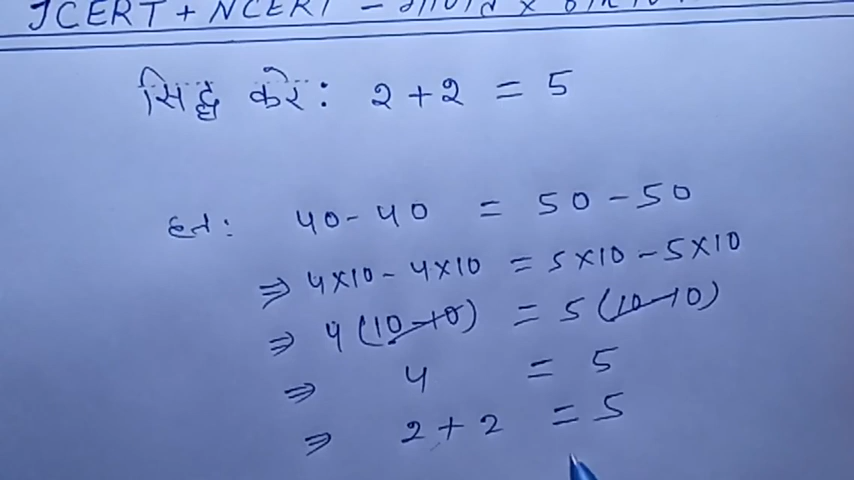 JCERT + NCERT - गणित ×
सिद्ध करें: 2 + 2 = 5
हल: 40 - 40 = 50 - 50
⇒ 4×10 - 4×10 = 5×10 - 5×10
⇒ 4(10-10) = 5(10-10)
⇒ 4 = 5
⇒ 2 + 2 = 5